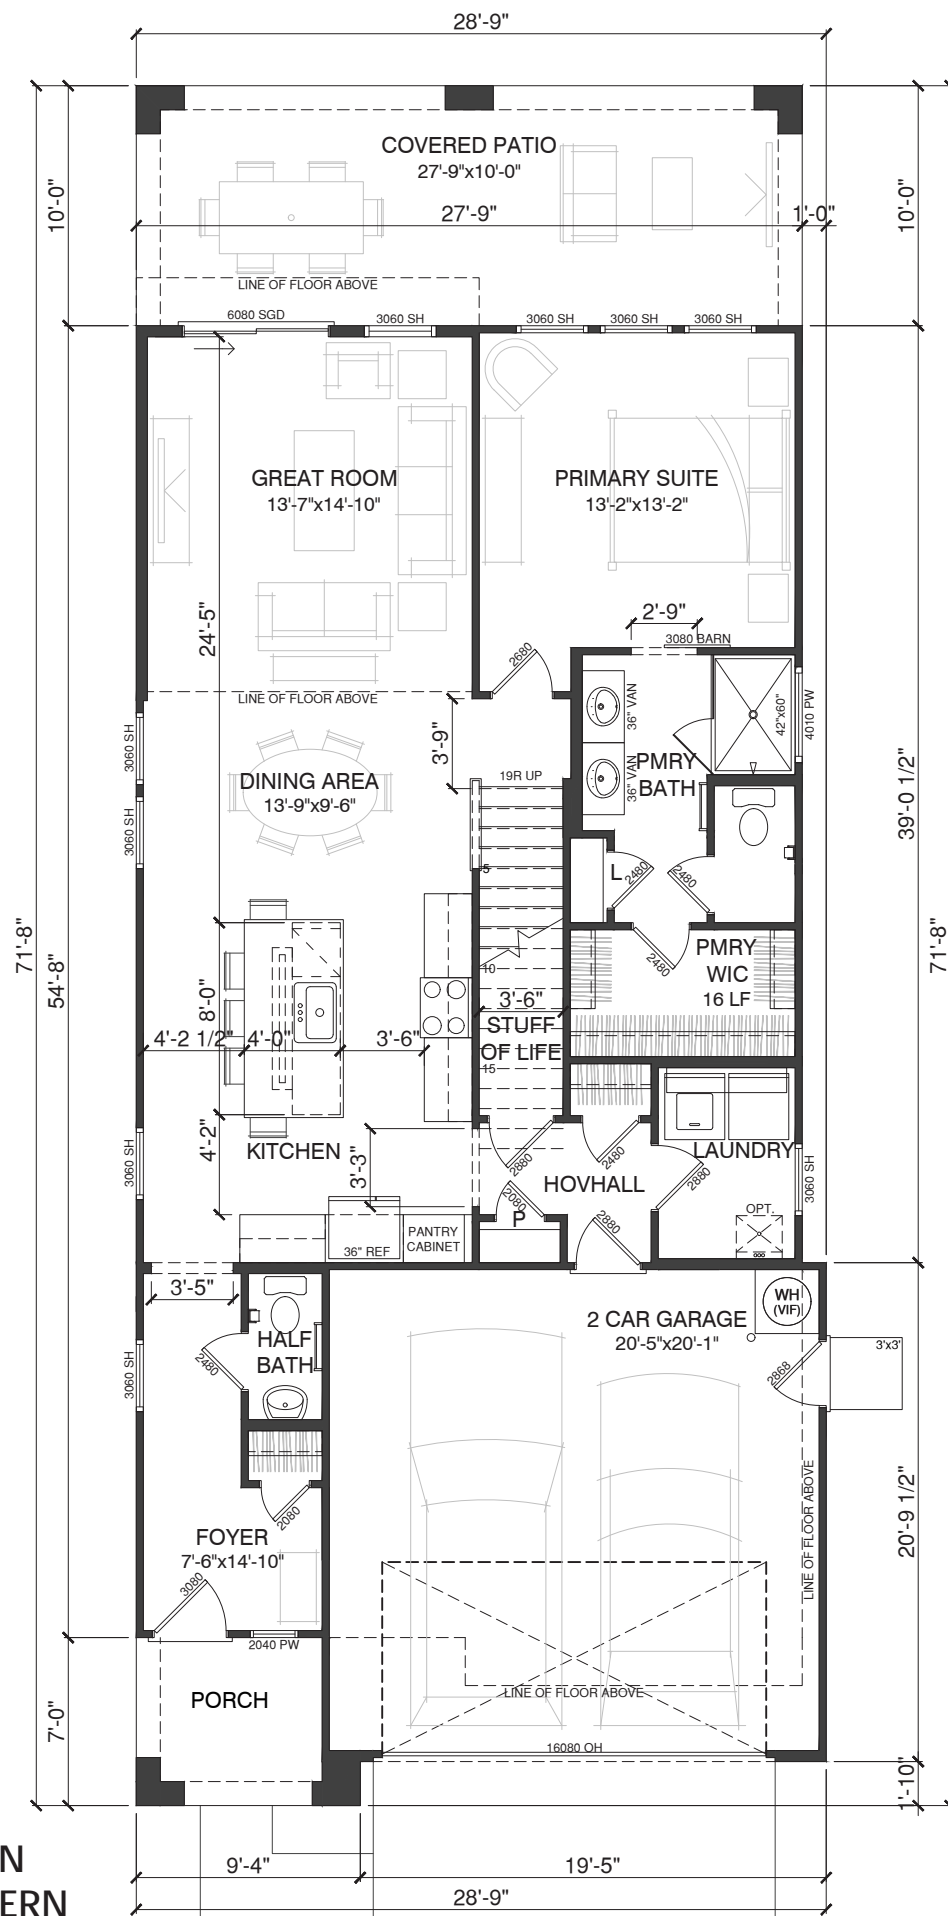 28'-9"
COVERED PATIO
27'-9"x10'-0"
10'-0"
10'-0"
27'-9"
1'-0"
LINE OF FLOOR ABOVE
6080 SGD
3060 SH
3060 SH
3060 SH
3060 SH
GREAT ROOM
13'-7"x14'-10"
PRIMARY SUITE
13'-2"x13'-2"
24'-5"
2'-9"
3080 BARN
2680
LINE OF FLOOR ABOVE
36" VAN
42"x60"
4010 PW
3060 SH
3'-9"
PMRY
BATH
36" VAN
19R UP
DINING AREA
13'-9"x9'-6"
3060 SH
39'-0 1/2"
5
L
2480
2480
71'-8"
54'-8"
71'-8"
PMRY
WIC
16 LF
2480
10
8'-0"
3'-6"
STUFF
OF LIFE
4'-2 1/2"
4'-0"
3'-6"
15
4'-2"
KITCHEN
3'-3"
3060 SH
2880
2480
LAUNDRY
2880
3060 SH
HOVHALL
2080
P
2880
OPT.
PANTRY
CABINET
36" REF
3'-5"
WH
(VIF)
2 CAR GARAGE
20'-5"x20'-1"
HALF
BATH
2480
3060 SH
2868
3'x3'
LINE OF FLOOR ABOVE
20'-9 1/2"
2080
FOYER
7'-6"x14'-10"
3080
2040 PW
PORCH
7'-0"
LINE OF FLOOR ABOVE
16080 OH
1'-10"
N
9'-4"
19'-5"
ERN
28'-9"